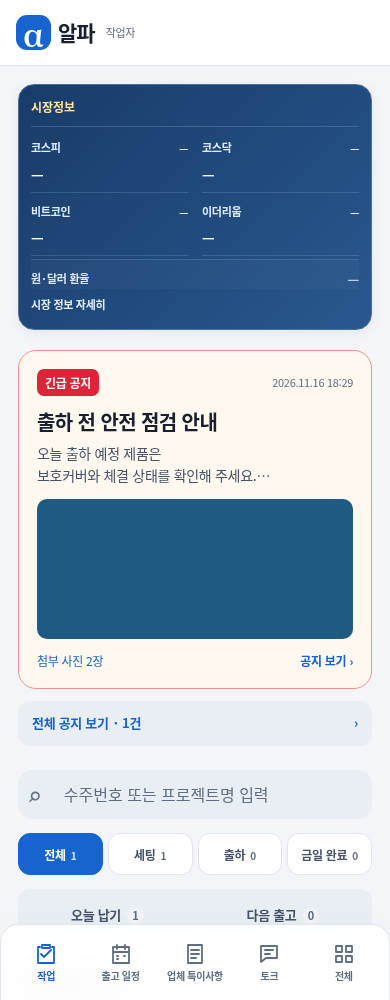 α 알파 작업자
시장정보
코스피 —
—
코스닥 —
—
비트코인 —
—
이더리움 —
—
원·달러 환율 —
시장 정보 자세히
긴급 공지 2026.11.16 18:29
출하 전 안전 점검 안내
오늘 출하 예정 제품은
보호커버와 체결 상태를 확인해 주세요.…
첨부 사진 2장 공지 보기 ›
전체 공지 보기 · 1건 ›
수주번호 또는 프로젝트명 입력
전체 1 세팅 1 출하 0 금일 완료 0
오늘 납기 1 다음 출고 0
작업 출고 일정 업체 특이사항 토크 전체